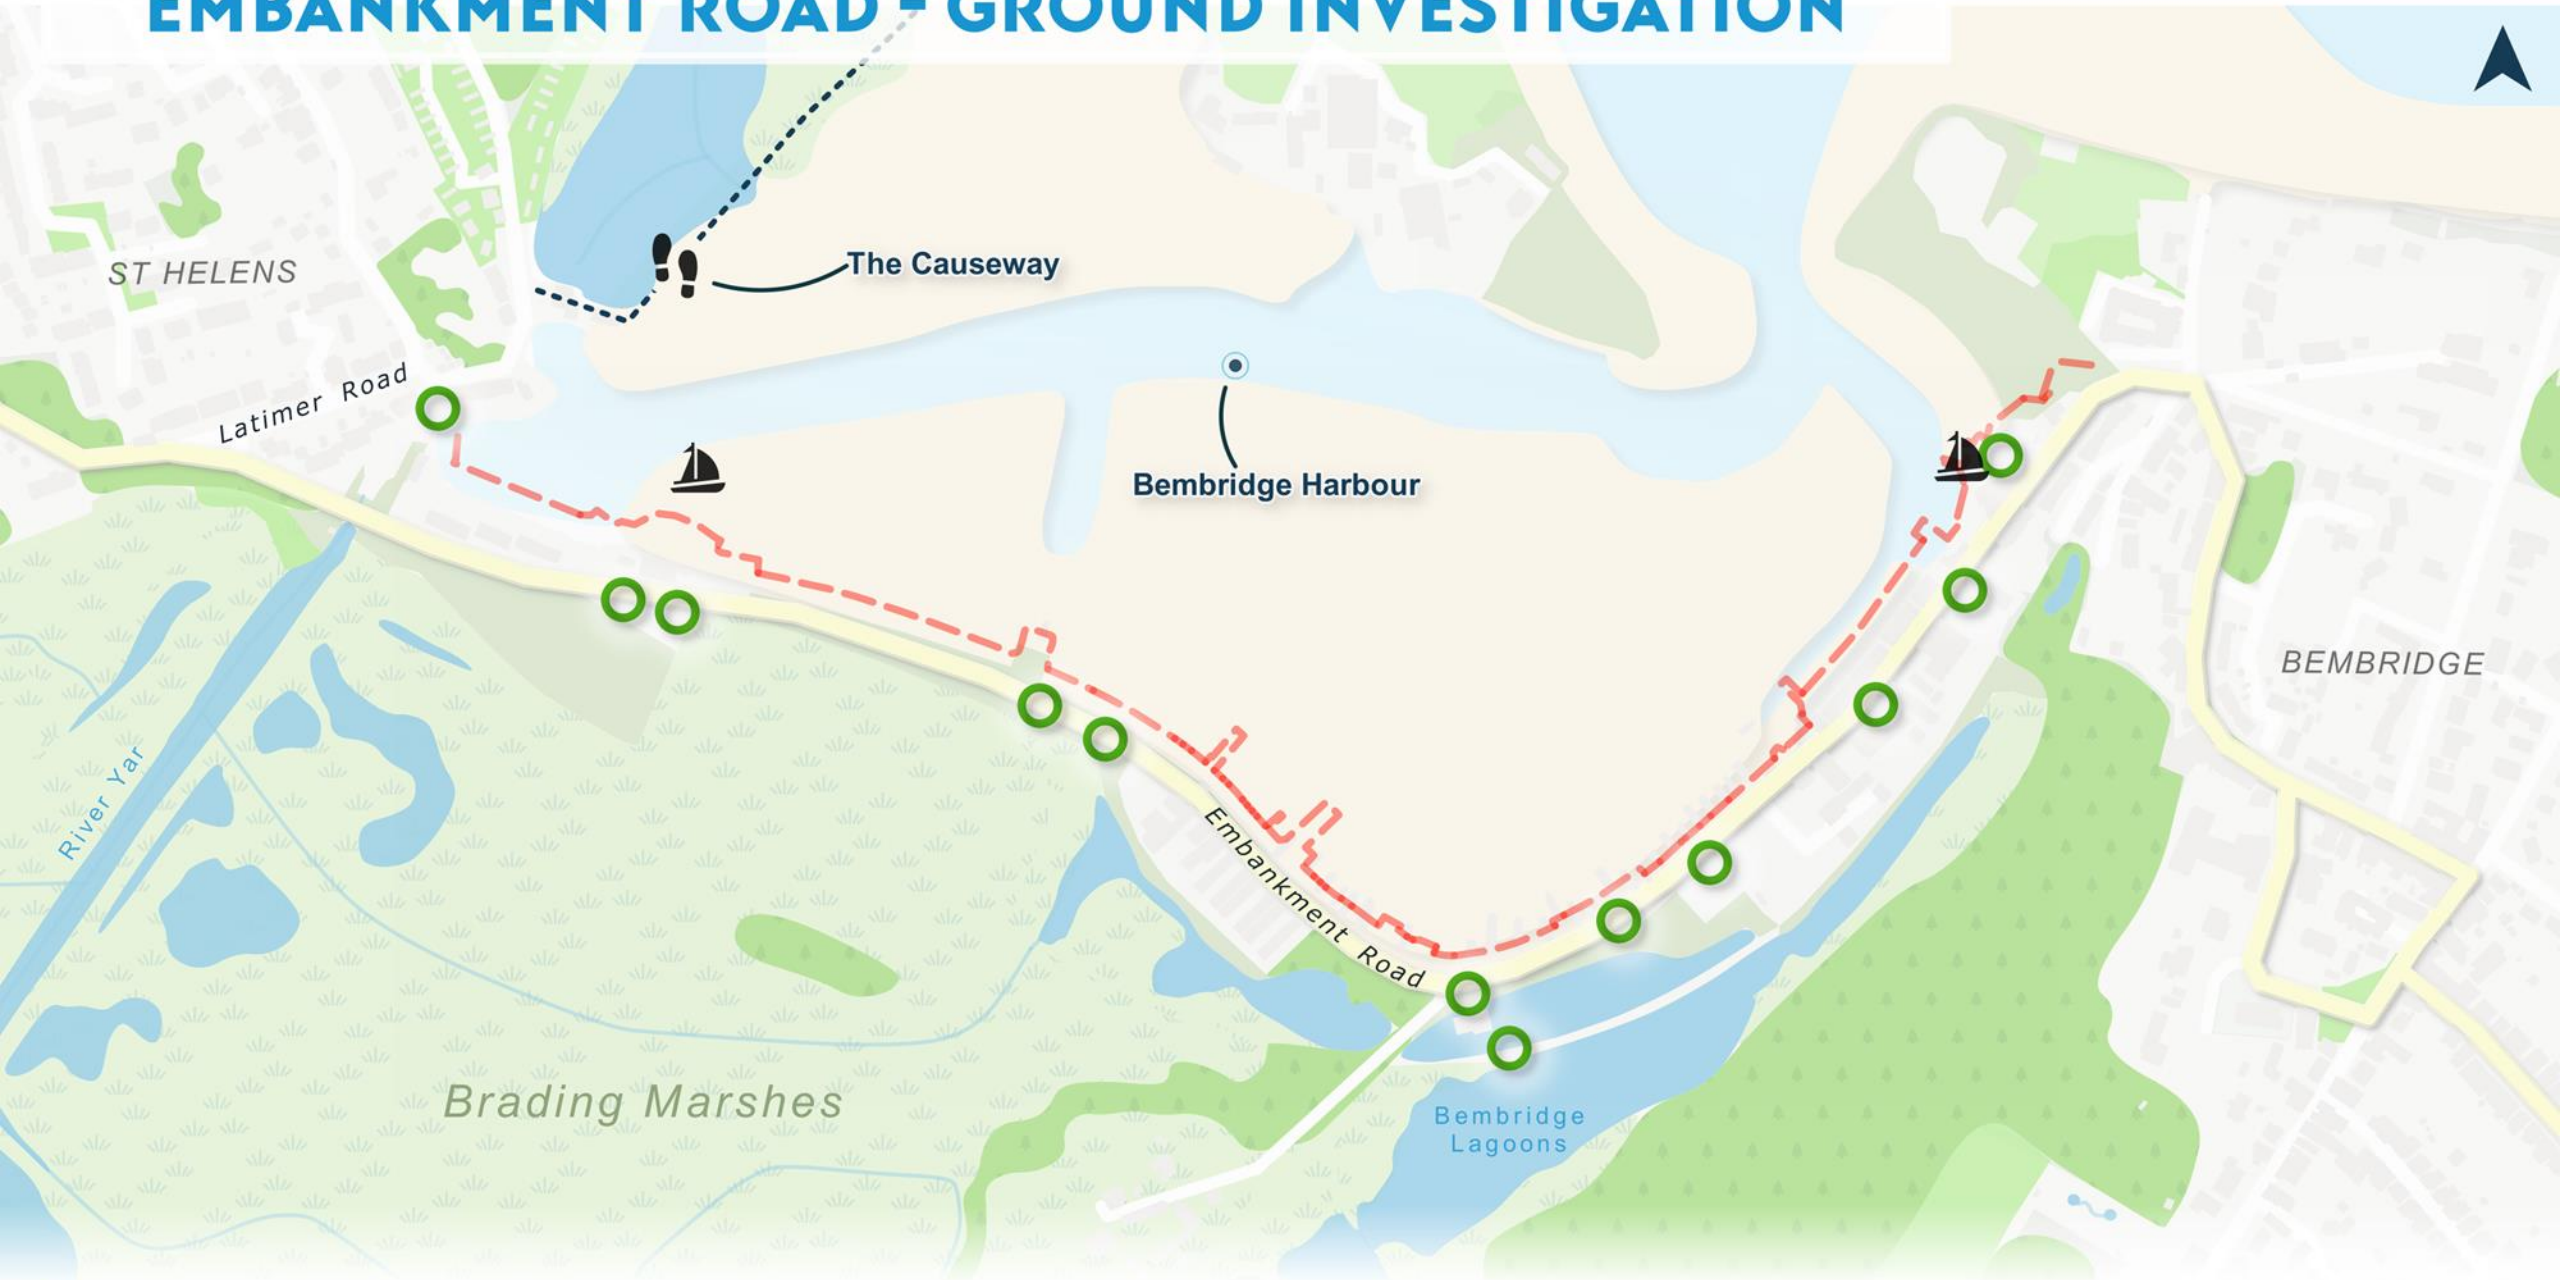 EMBANKMENT ROAD - GROUND INVESTIGATION
The Causeway
ST HELENS
Latimer Road
Bembridge Harbour
BEMBRIDGE
River Yar
Embankment Road
Brading Marshes
Bembridge
Lagoons